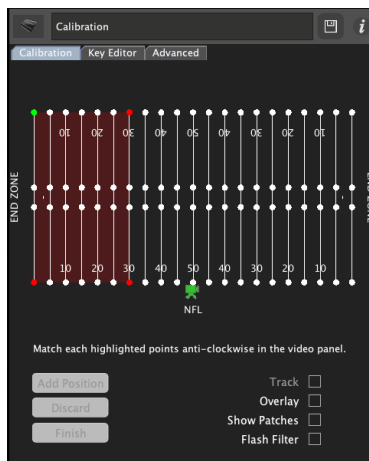 Calibration
i
Calibration Key Editor Advanced
10 20 30 40 50 40 30 20 10
END ZONE
END ZONE
10 20 30 40 50 40 30 20 10
NFL
Match each highlighted points anti-clockwise in the video panel.
Add Position
Track
Discard
Overlay
Show Patches
Finish
Flash Filter